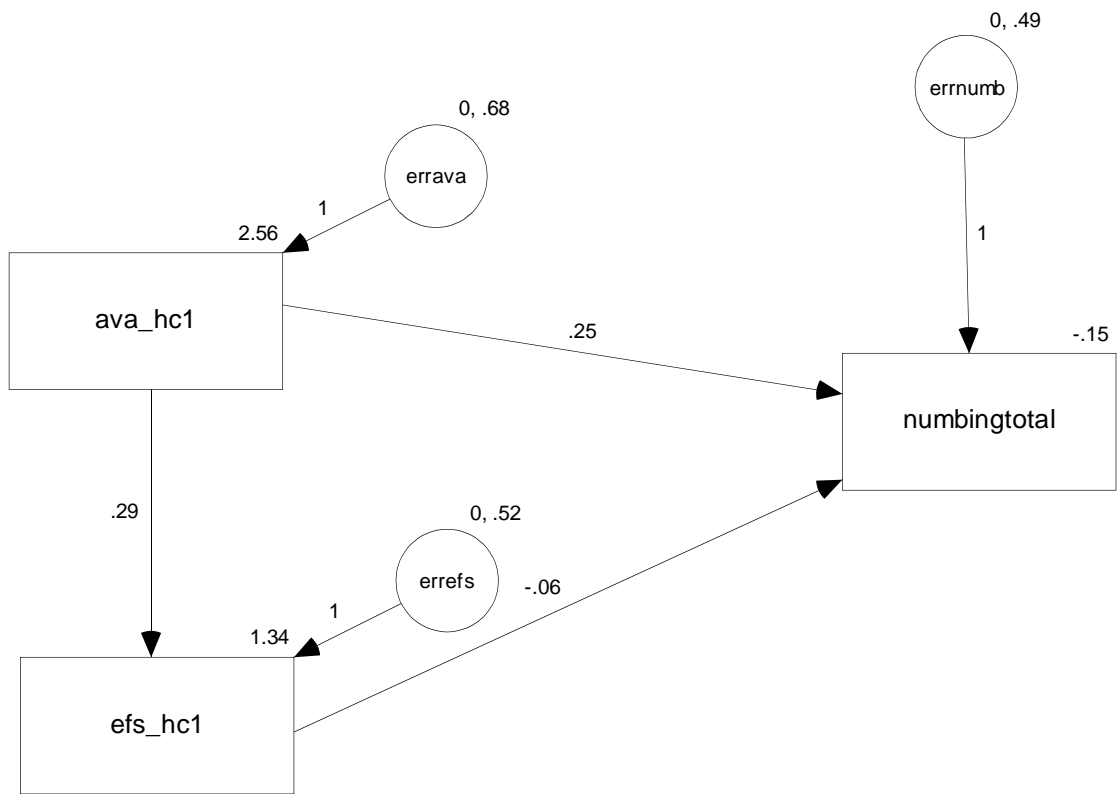 0, .49
errnumb
0, .68
errava
1
1
2.56
ava_hc1
.25
-.15
numbingtotal
.29
0, .52
errefs
-.06
1
1.34
efs_hc1